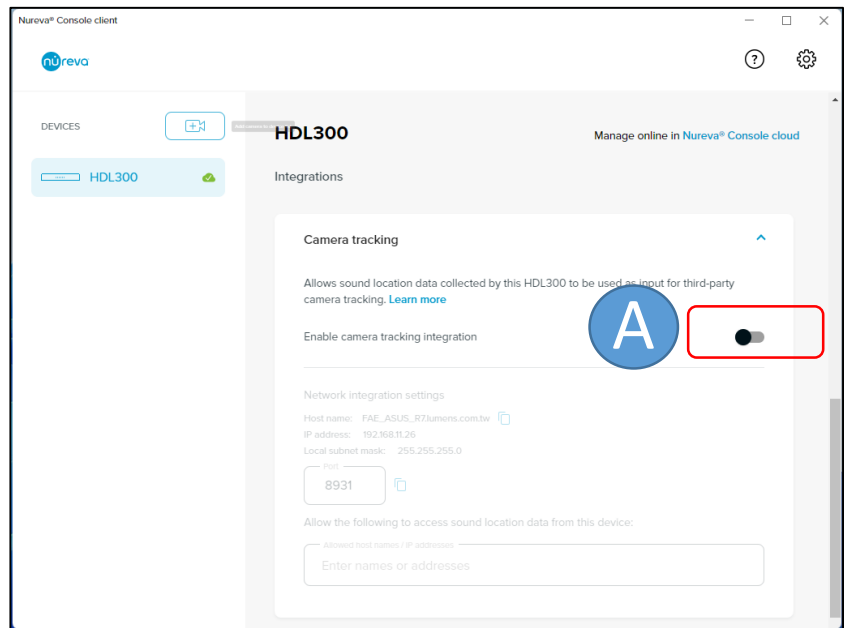 Nureva® Console client
nureva
DEVICES
HDL300
HDL300
Manage online in Nureva® Console cloud
Integrations
Camera tracking
Allows sound location data collected by this HDL300 to be used as input for third-party
camera tracking. Learn more
Enable camera tracking integration
A
Network integration settings
Host name: FAE_ASUS_R7.lumens.com.tw
IP address: 192.168.11.26
Local subnet mask: 255.255.255.0
Port
8931
Allow the following to access sound location data from this device:
Allowed host names / IP addresses
Enter names or addresses